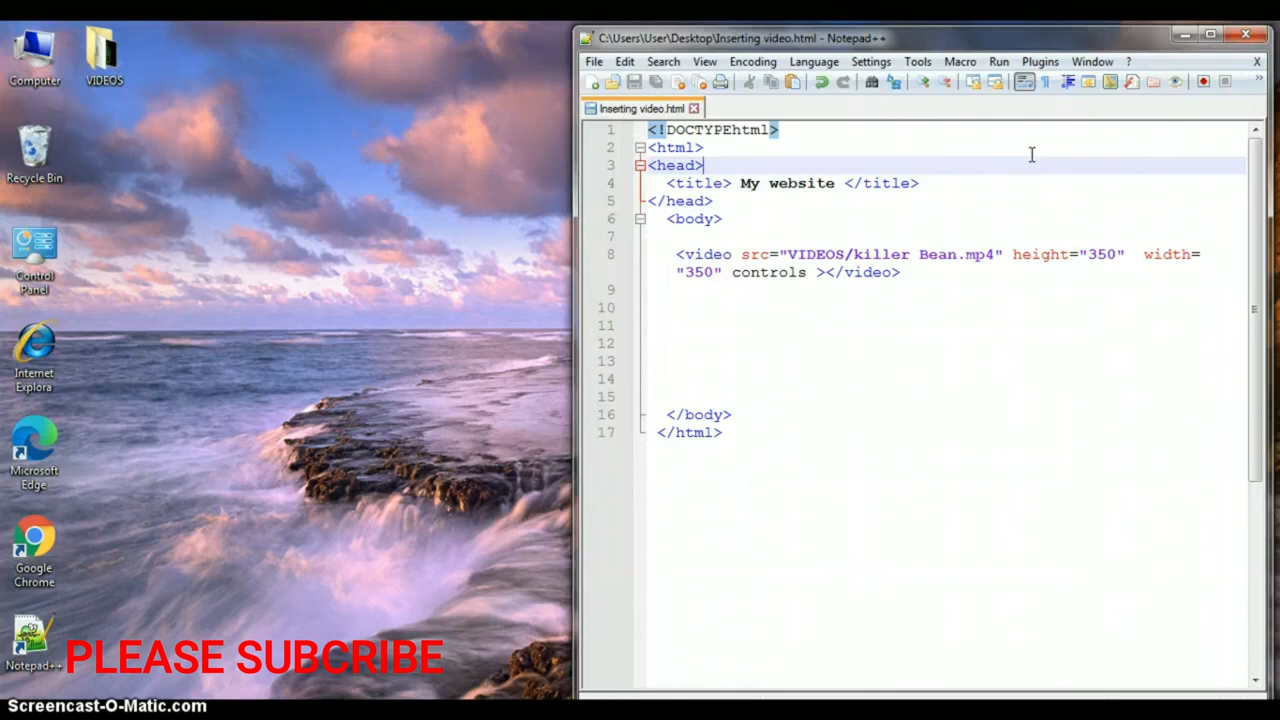 Computer
VIDEOS
Recycle Bin
Control
Panel
Internet
Explora
Microsoft
Edge
Google
Chrome
Notepad++
PLEASE SUBCRIBE
Screencast-O-Matic.com
C:\Users\User\Desktop\Inserting video.html - Notepad++
File Edit Search View Encoding Language Settings Tools Macro Run Plugins Window ? X
Inserting video.html
1 <!DOCTYPEhtml>
2 <html>
3 <head>
4 <title> My website </title>
5 </head>
6 <body>
7
8 <video src="VIDEOS/killer Bean.mp4" height="350" width=
"350" controls ></video>
9
10
11
12
13
14
15
16 </body>
17 </html>